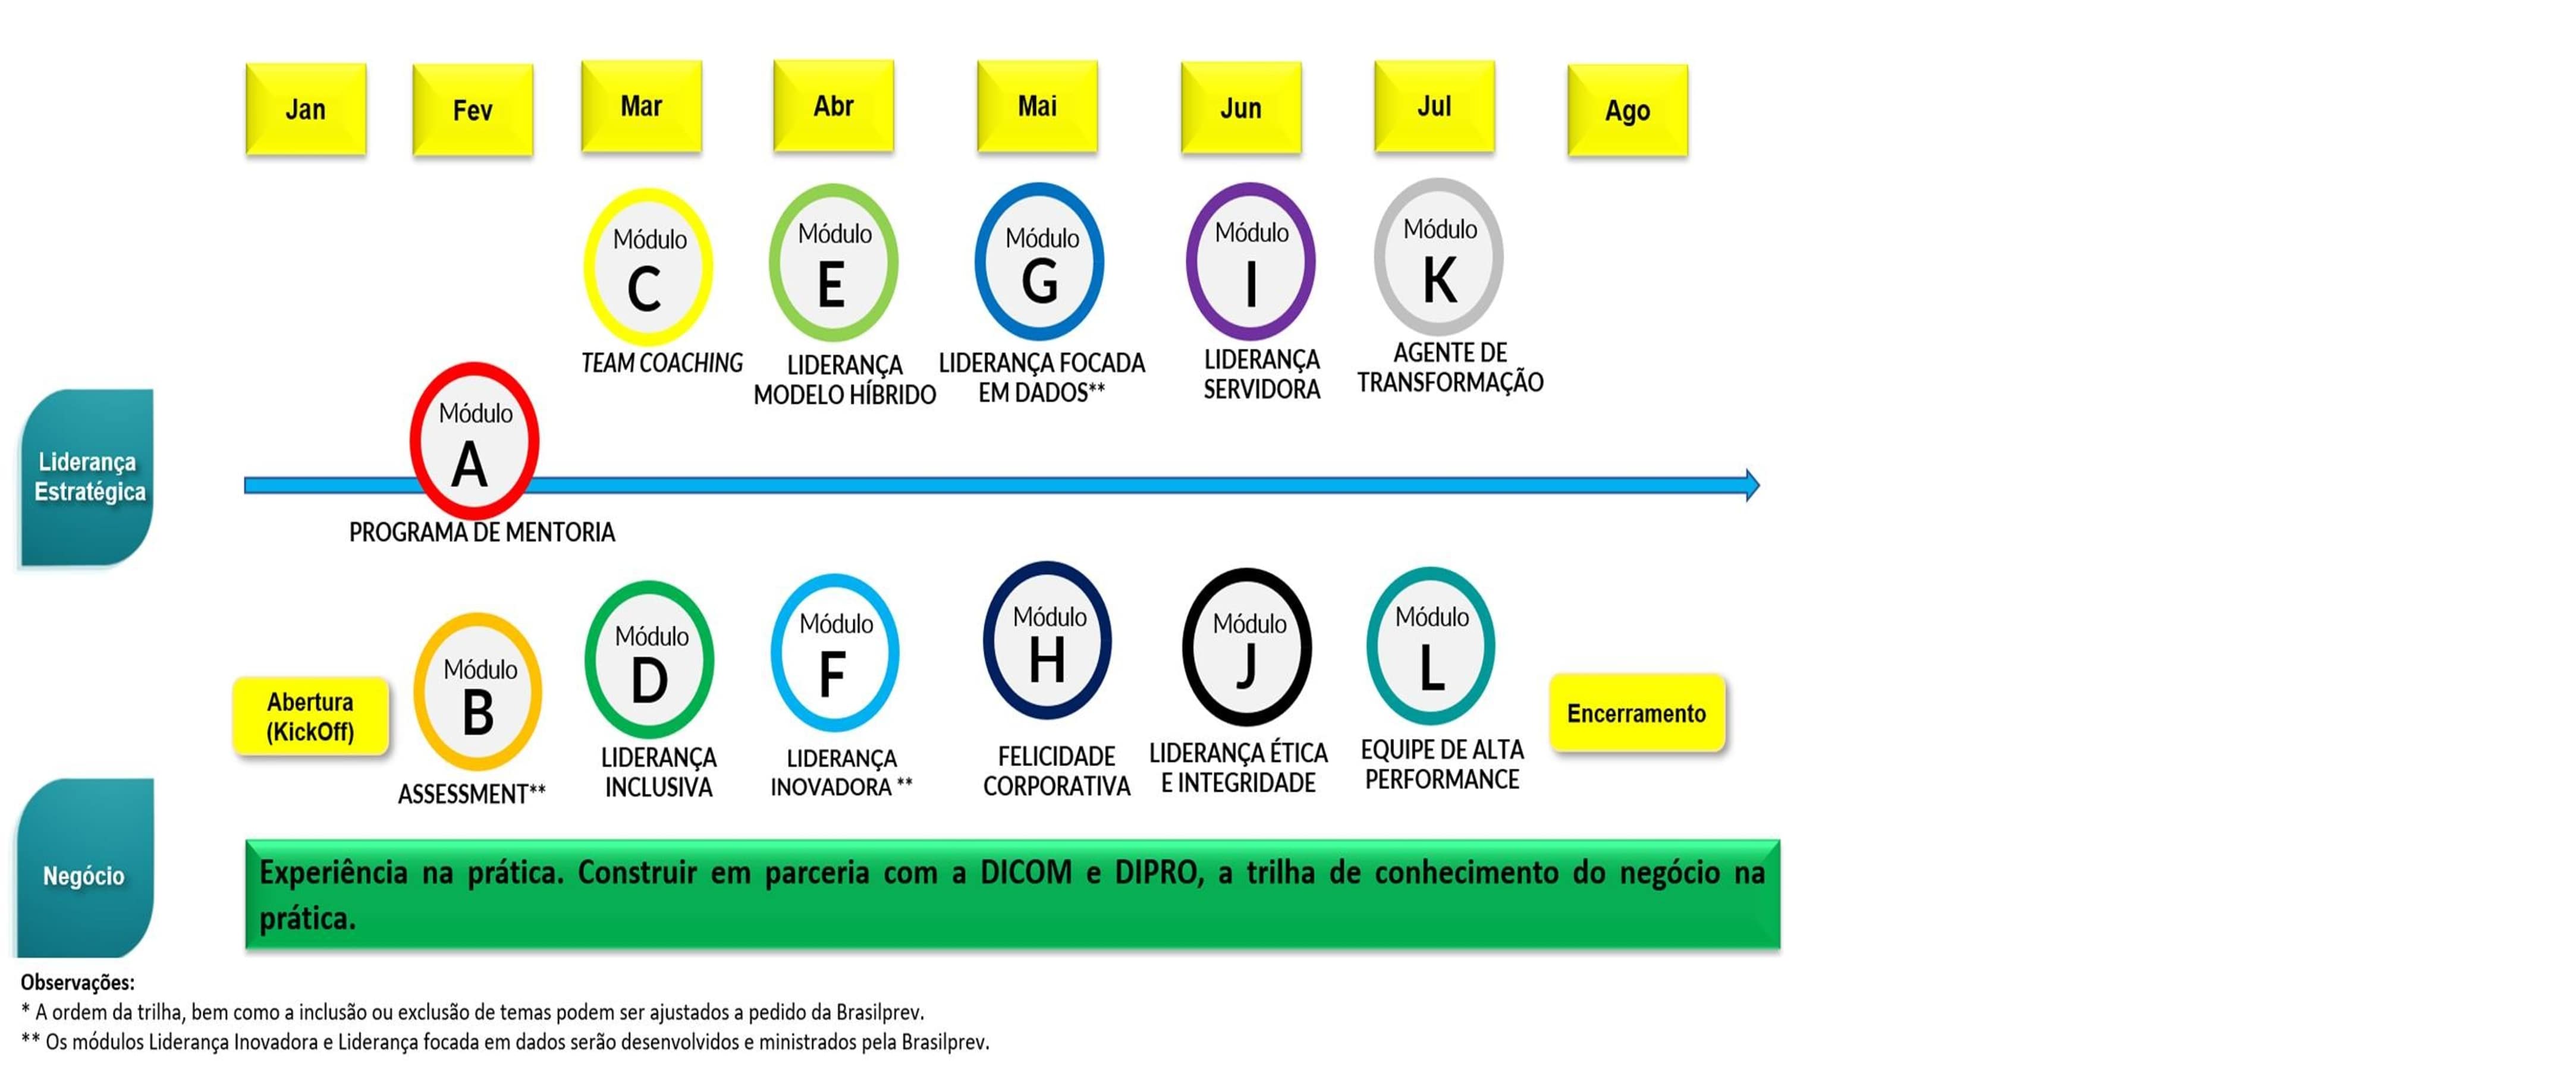 Jan
Fev
Mar
Abr
Mai
Jun
Jul
Ago
Módulo
C
TEAM COACHING
Módulo
E
LIDERANÇA
MODELO HÍBRIDO
Módulo
G
LIDERANÇA FOCADA
EM DADOS**
Módulo
I
LIDERANÇA
SERVIDORA
Módulo
K
AGENTE DE
TRANSFORMAÇÃO
Liderança
Estratégica
Módulo
A
PROGRAMA DE MENTORIA
Abertura
(KickOff)
Módulo
B
ASSESSMENT**
Módulo
D
LIDERANÇA
INCLUSIVA
Módulo
F
LIDERANÇA
INOVADORA **
Módulo
H
FELICIDADE
CORPORATIVA
Módulo
J
LIDERANÇA ÉTICA
E INTEGRIDADE
Módulo
L
EQUIPE DE ALTA
PERFORMANCE
Encerramento
Negócio
Experiência na prática. Construir em parceria com a DICOM e DIPRO, a trilha de conhecimento do negócio na
prática.
Observações:
* A ordem da trilha, bem como a inclusão ou exclusão de temas podem ser ajustados a pedido da Brasilprev.
** Os módulos Liderança Inovadora e Liderança focada em dados serão desenvolvidos e ministrados pela Brasilprev.